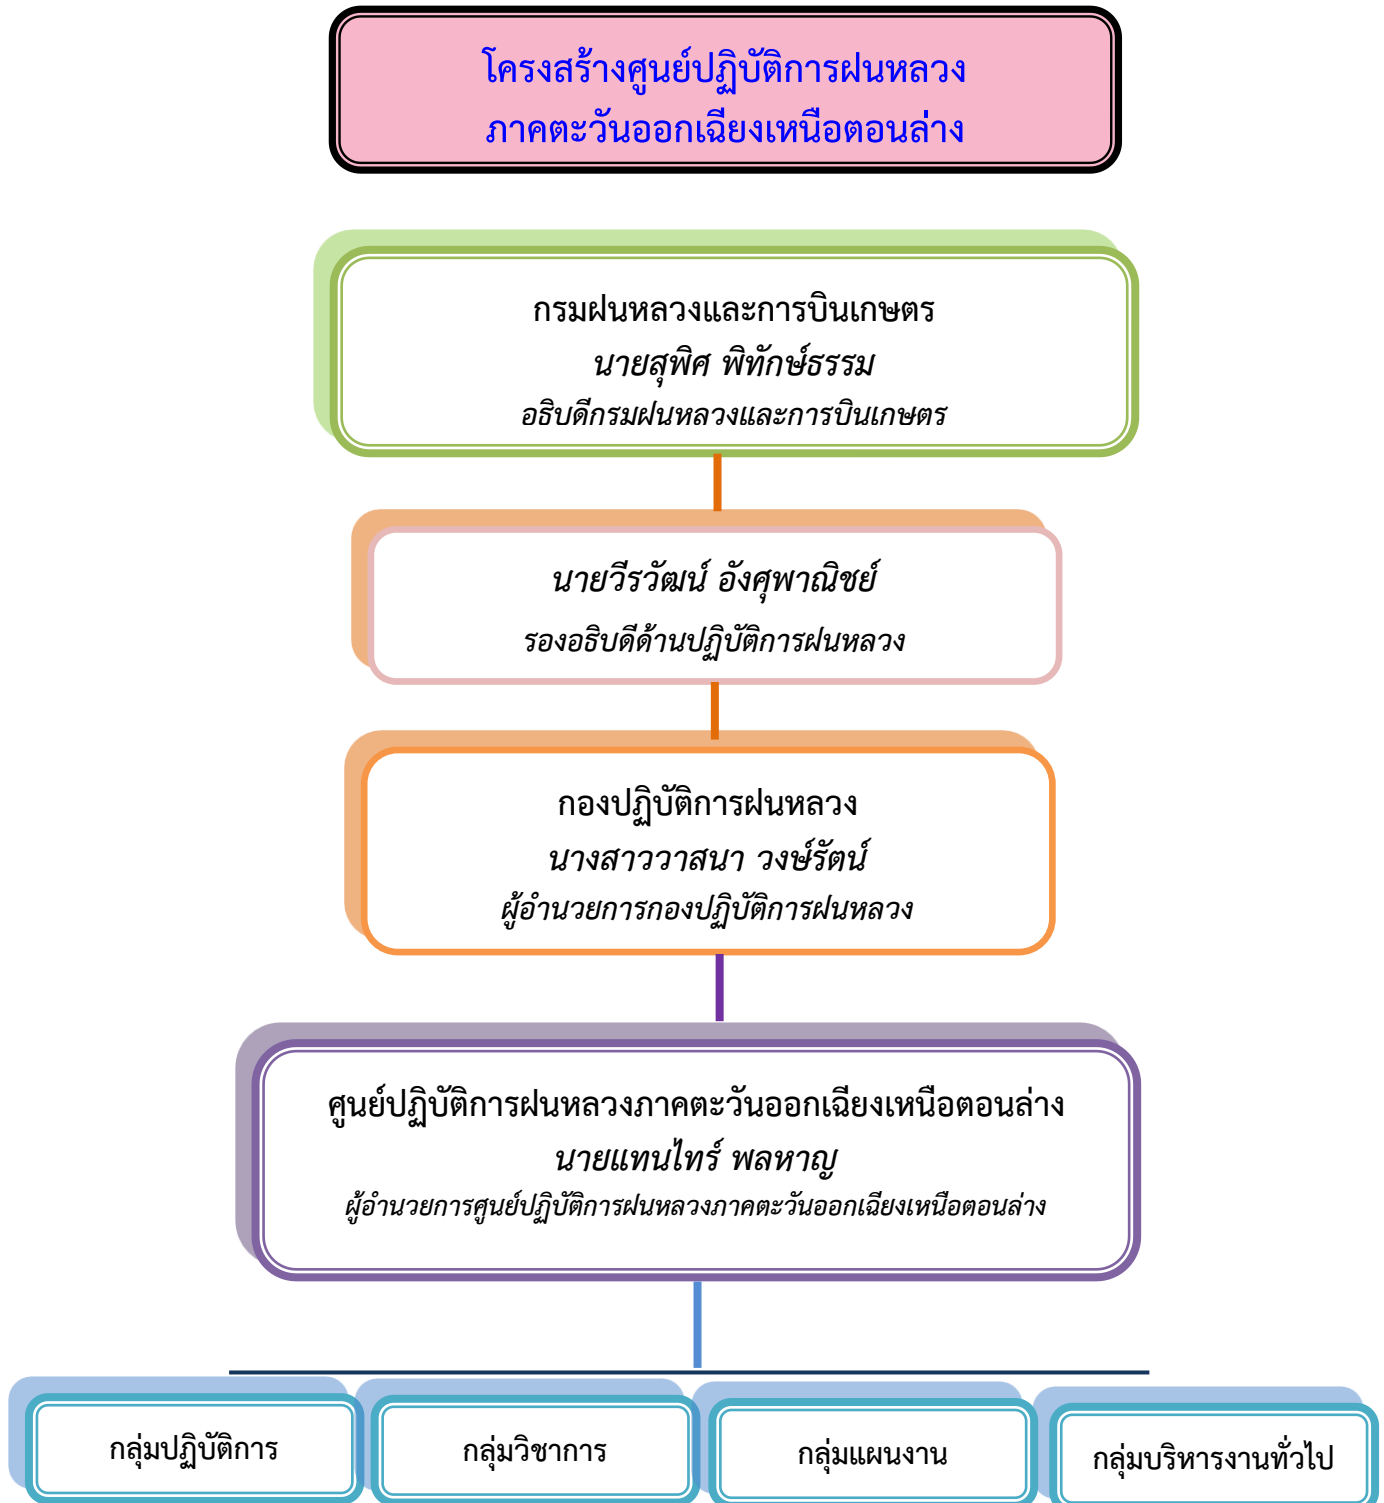 โครงสร้างศูนย์ปฏิบัติการฝนหลวง
ภาคตะวันออกเฉียงเหนือตอนล่าง
กรมฝนหลวงและการบินเกษตร
นายสุพิศ พิทักษ์ธรรม
อธิบดีกรมฝนหลวงและการบินเกษตร
นายวีรวัฒน์ อังศุพาณิชย์
รองอธิบดีด้านปฏิบัติการฝนหลวง
กองปฏิบัติการฝนหลวง
นางสาววาสนา วงษ์รัตน์
ผู้อำนวยการกองปฏิบัติการฝนหลวง
ศูนย์ปฏิบัติการฝนหลวงภาคตะวันออกเฉียงเหนือตอนล่าง
นายแทนไทร์ พลหาญ
ผู้อำนวยการศูนย์ปฏิบัติการฝนหลวงภาคตะวันออกเฉียงเหนือตอนล่าง
กลุ่มปฏิบัติการ
กลุ่มวิชาการ
กลุ่มแผนงาน
กลุ่มบริหารงานทั่วไป